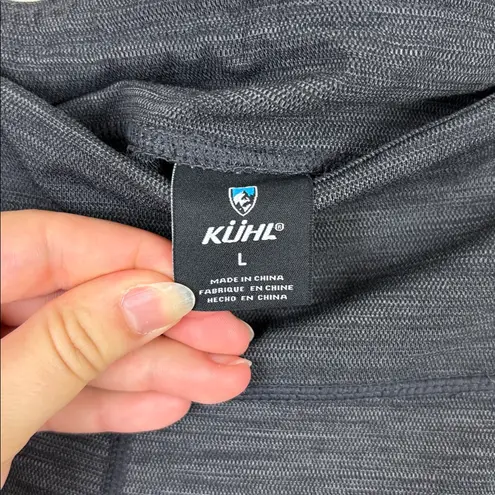 KÜHL®
L
MADE IN CHINA
FABRIQUE EN CHINE
HECHO EN CHINA